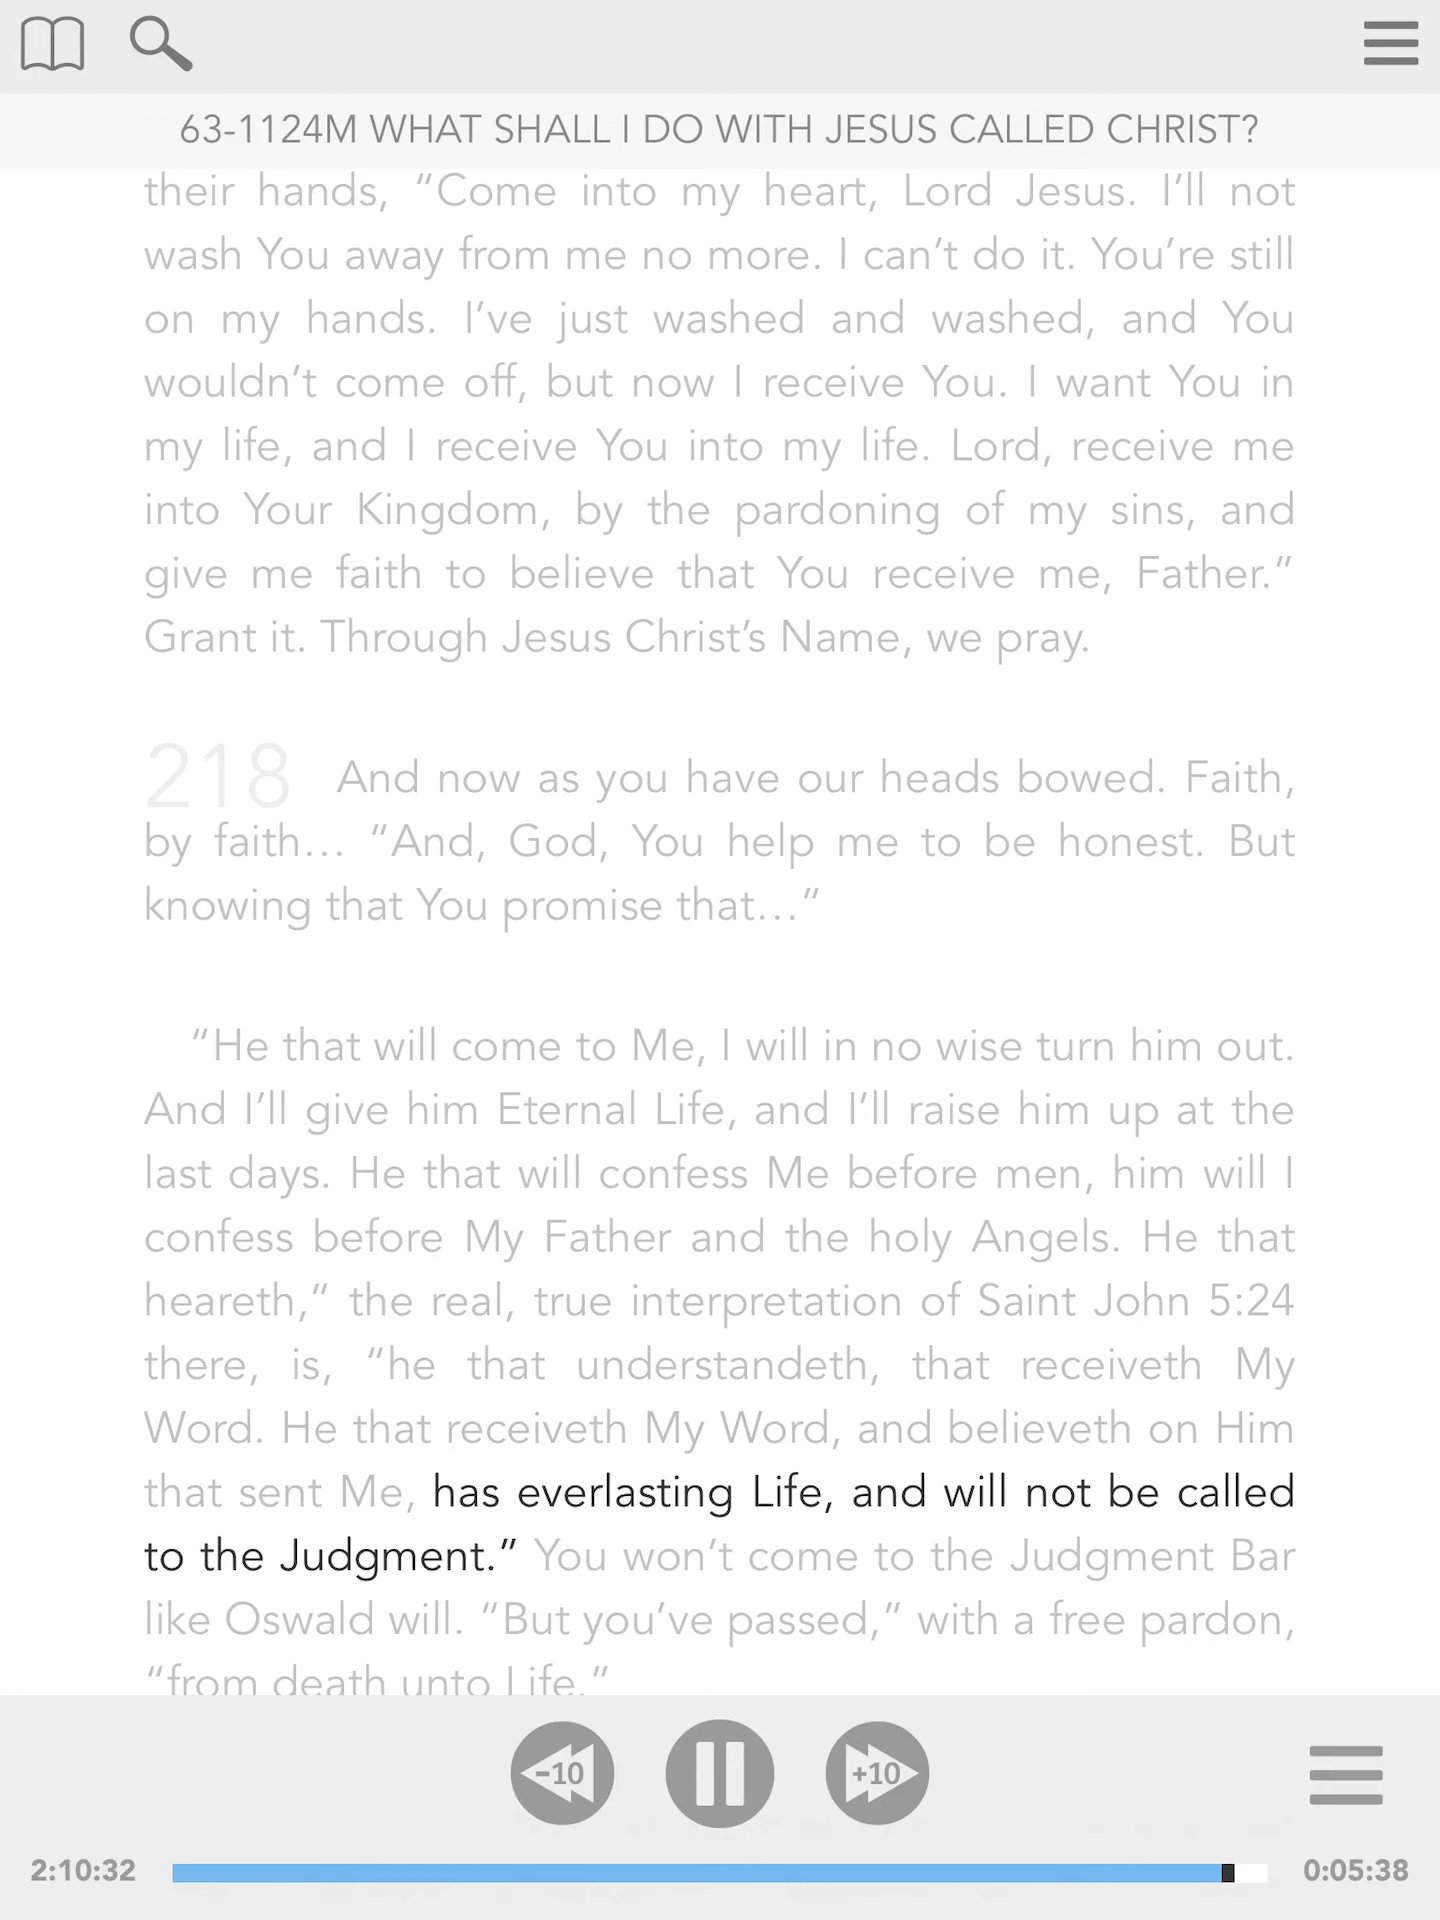 63-1124M WHAT SHALL I DO WITH JESUS CALLED CHRIST?
their hands, “Come into my heart, Lord Jesus. I’ll not
wash You away from me no more. I can’t do it. You’re still
on my hands. I’ve just washed and washed, and You
wouldn’t come off, but now I receive You. I want You in
my life, and I receive You into my life. Lord, receive me
into Your Kingdom, by the pardoning of my sins, and
give me faith to believe that You receive me, Father.”
Grant it. Through Jesus Christ’s Name, we pray.
218 And now as you have our heads bowed. Faith,
by faith… “And, God, You help me to be honest. But
knowing that You promise that…”
“He that will come to Me, I will in no wise turn him out.
And I’ll give him Eternal Life, and I’ll raise him up at the
last days. He that will confess Me before men, him will I
confess before My Father and the holy Angels. He that
heareth,” the real, true interpretation of Saint John 5:24
there, is, “he that understandeth, that receiveth My
Word. He that receiveth My Word, and believeth on Him
that sent Me, has everlasting Life, and will not be called
to the Judgment.” You won’t come to the Judgment Bar
like Oswald will. “But you’ve passed,” with a free pardon,
“from death unto Life.”
-10 +10
2:10:32 0:05:38